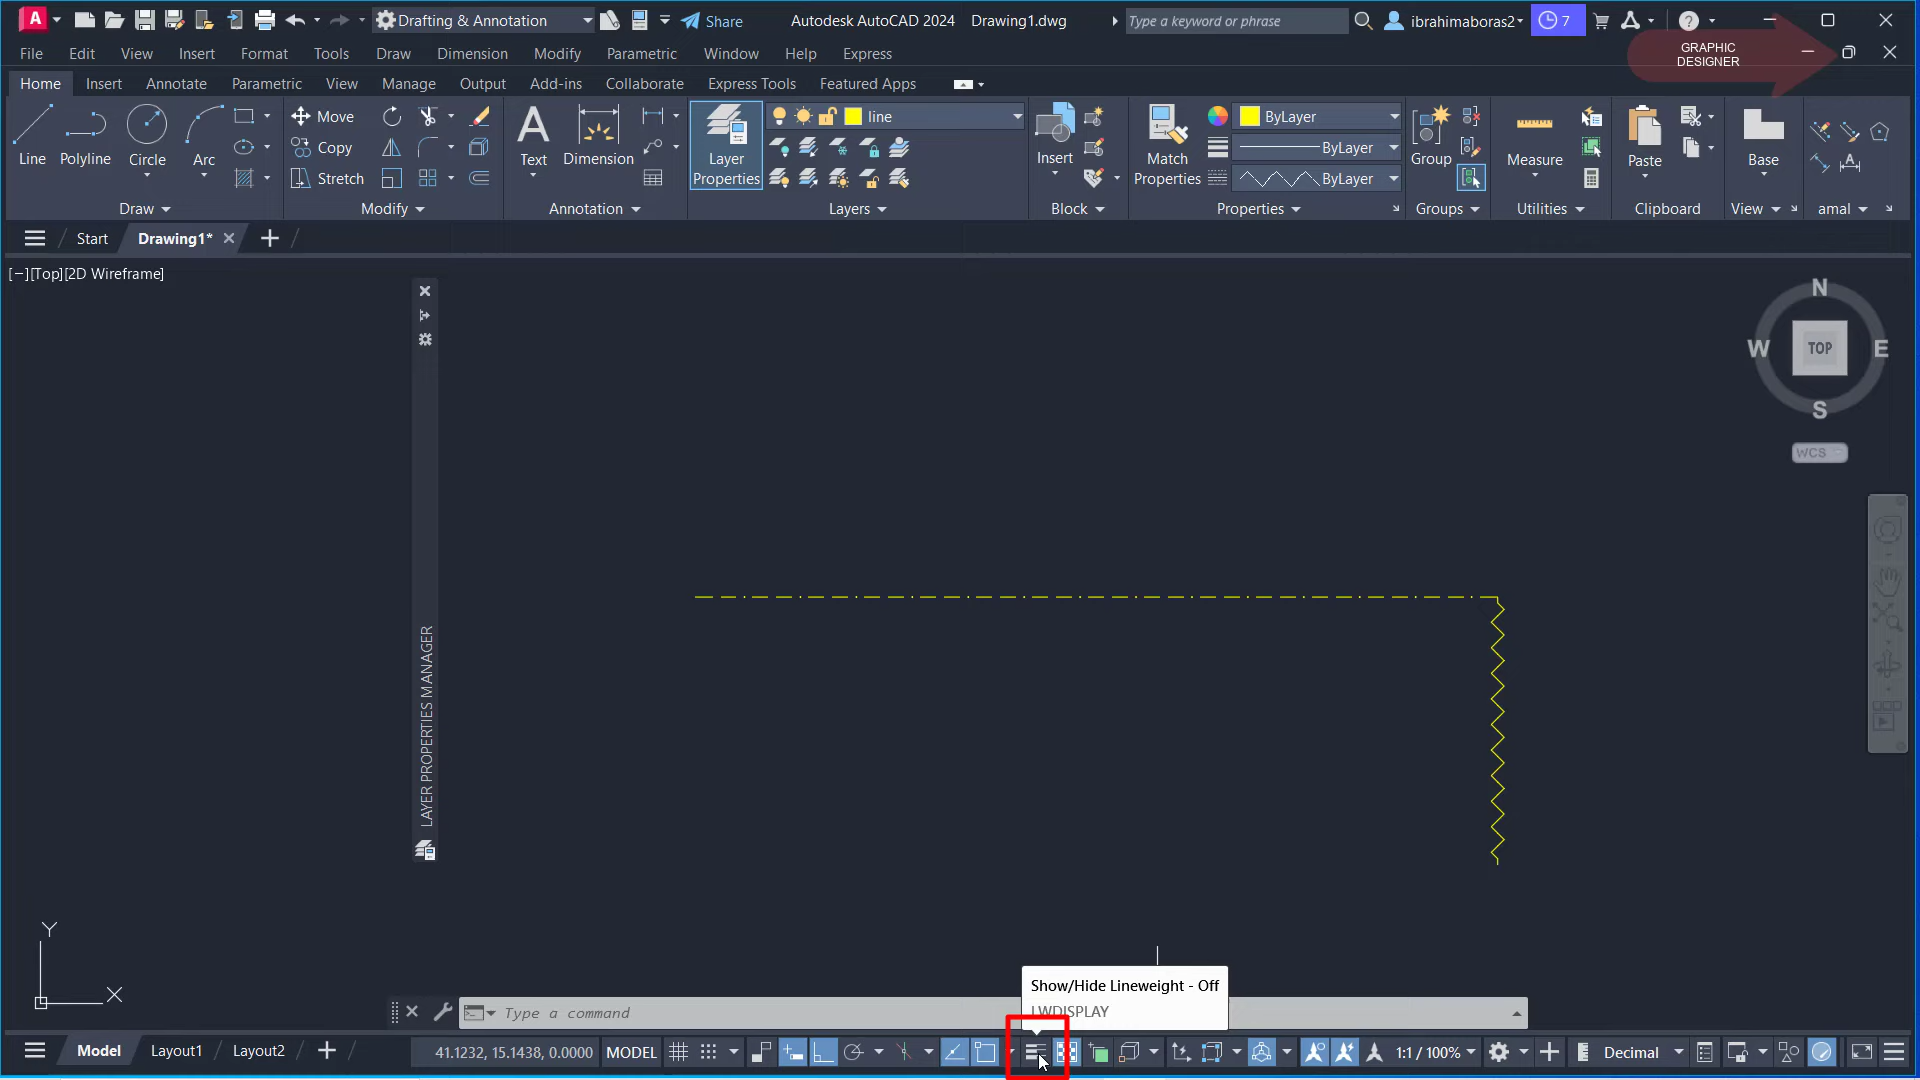 A
Drafting & Annotation
Share
Autodesk AutoCAD 2024 Drawing1.dwg
Type a keyword or phrase
ibrahimaboras2
7
GRAPHIC
DESIGNER
File Edit View Insert Format Tools Draw Dimension Modify Parametric Window Help Express
Home Insert Annotate Parametric View Manage Output Add-ins Collaborate Express Tools Featured Apps
Line
Polyline
Circle
Arc
Draw
Move
Copy
Stretch
Modify
Text
Dimension
Annotation
Layer
Properties
line
Layers
Insert
Block
Match
Properties
ByLayer
ByLayer
ByLayer
Properties
Group
Groups
Measure
Utilities
Paste
Clipboard
Base
View
amal
Start
Drawing1*
[−][Top][2D Wireframe]
N
W
TOP
E
S
WCS
LAYER PROPERTIES MANAGER
Y
X
Show/Hide Lineweight - Off
LWDISPLAY
Type a command
Model
Layout1
Layout2
41.1232, 15.1438, 0.0000
MODEL
1:1 / 100%
Decimal